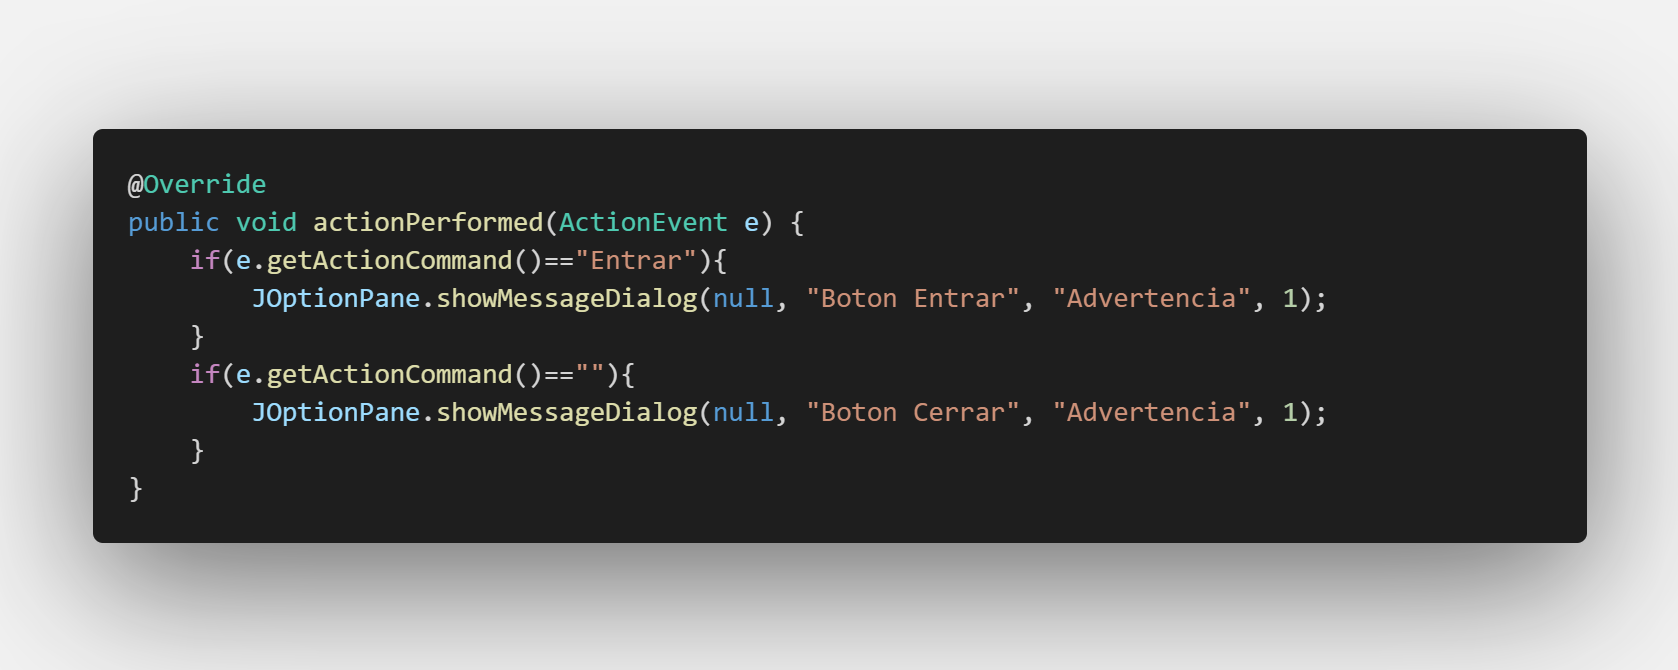 @Override
public void actionPerformed(ActionEvent e) {
    if(e.getActionCommand()=="Entrar"){
        JOptionPane.showMessageDialog(null, "Boton Entrar", "Advertencia", 1);
    }
    if(e.getActionCommand()==""){
        JOptionPane.showMessageDialog(null, "Boton Cerrar", "Advertencia", 1);
    }
}